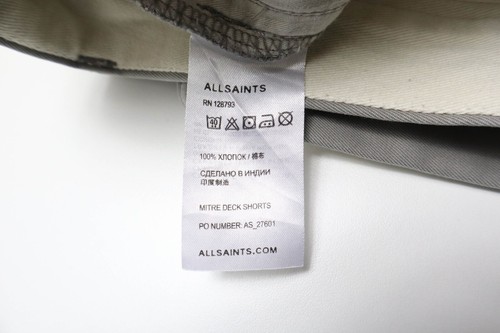 ALLSAINTS
RN 128793
40
100% ХЛОПОК / 棉布
СДЕЛАНО В ИНДИИ
印度制造
MITRE DECK SHORTS
PO NUMBER: AS_27601
ALLSAINTS.COM